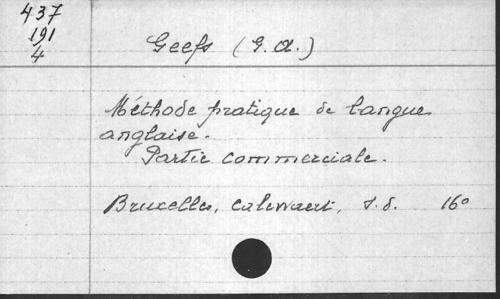 437
191
4
Geefs (G.A.)
Méthode pratique de langue
anglaise.
Partie commerciale.
Bruxelles, Callewaert, s.d. 16°